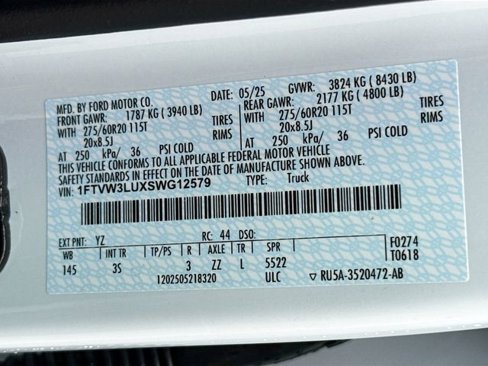 MFD. BY FORD MOTOR CO. DATE: 05/25 GVWR: 3824 KG ( 8430 LB)
FRONT GAWR: 1787 KG ( 3940 LB) REAR GAWR: 2177 KG ( 4800 LB)
WITH 275/60R20 115T TIRES WITH 275/60R20 115T TIRES
20x8.5J RIMS 20x8.5J RIMS
AT 250 kPa/ 36 PSI COLD AT 250 kPa/ 36 PSI COLD
THIS VEHICLE CONFORMS TO ALL APPLICABLE FEDERAL MOTOR VEHICLE
SAFETY STANDARDS IN EFFECT ON THE DATE OF MANUFACTURE SHOWN ABOVE.
VIN: 1FTVW3LUXSWG12579 TYPE: Truck
EXT PNT: YZ RC: 44 DSO: F0274
WB INT TR TP/PS R AXLE TR SPR T0618
145 3S 3 ZZ L 5522
1202505218320 ULC RU5A-3520472-AB